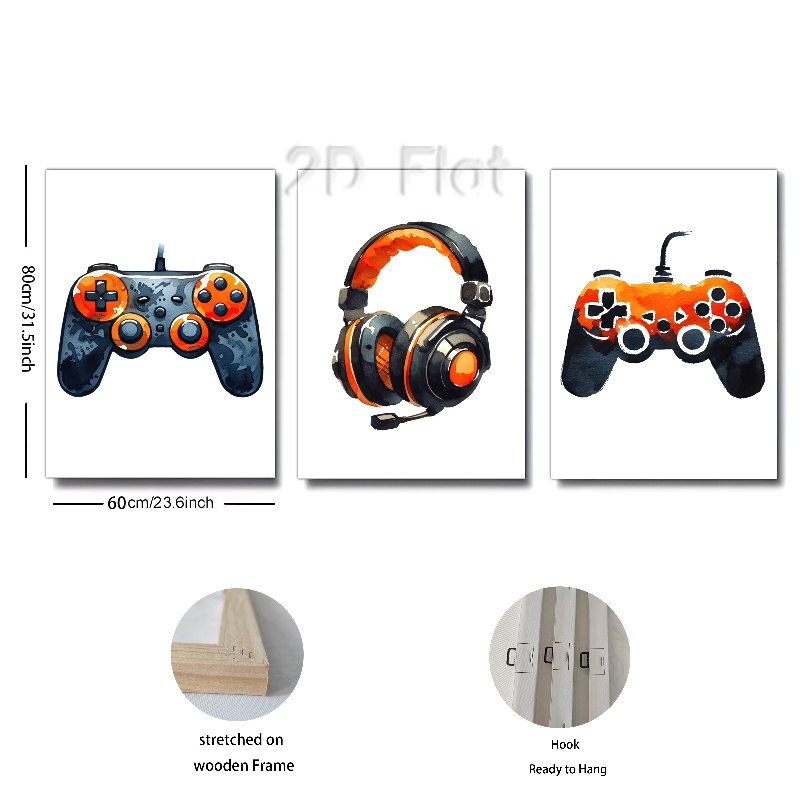 2D Flat
80cm/31.5inch
60cm/23.6inch
stretched on
wooden Frame
Hook
Ready to Hang